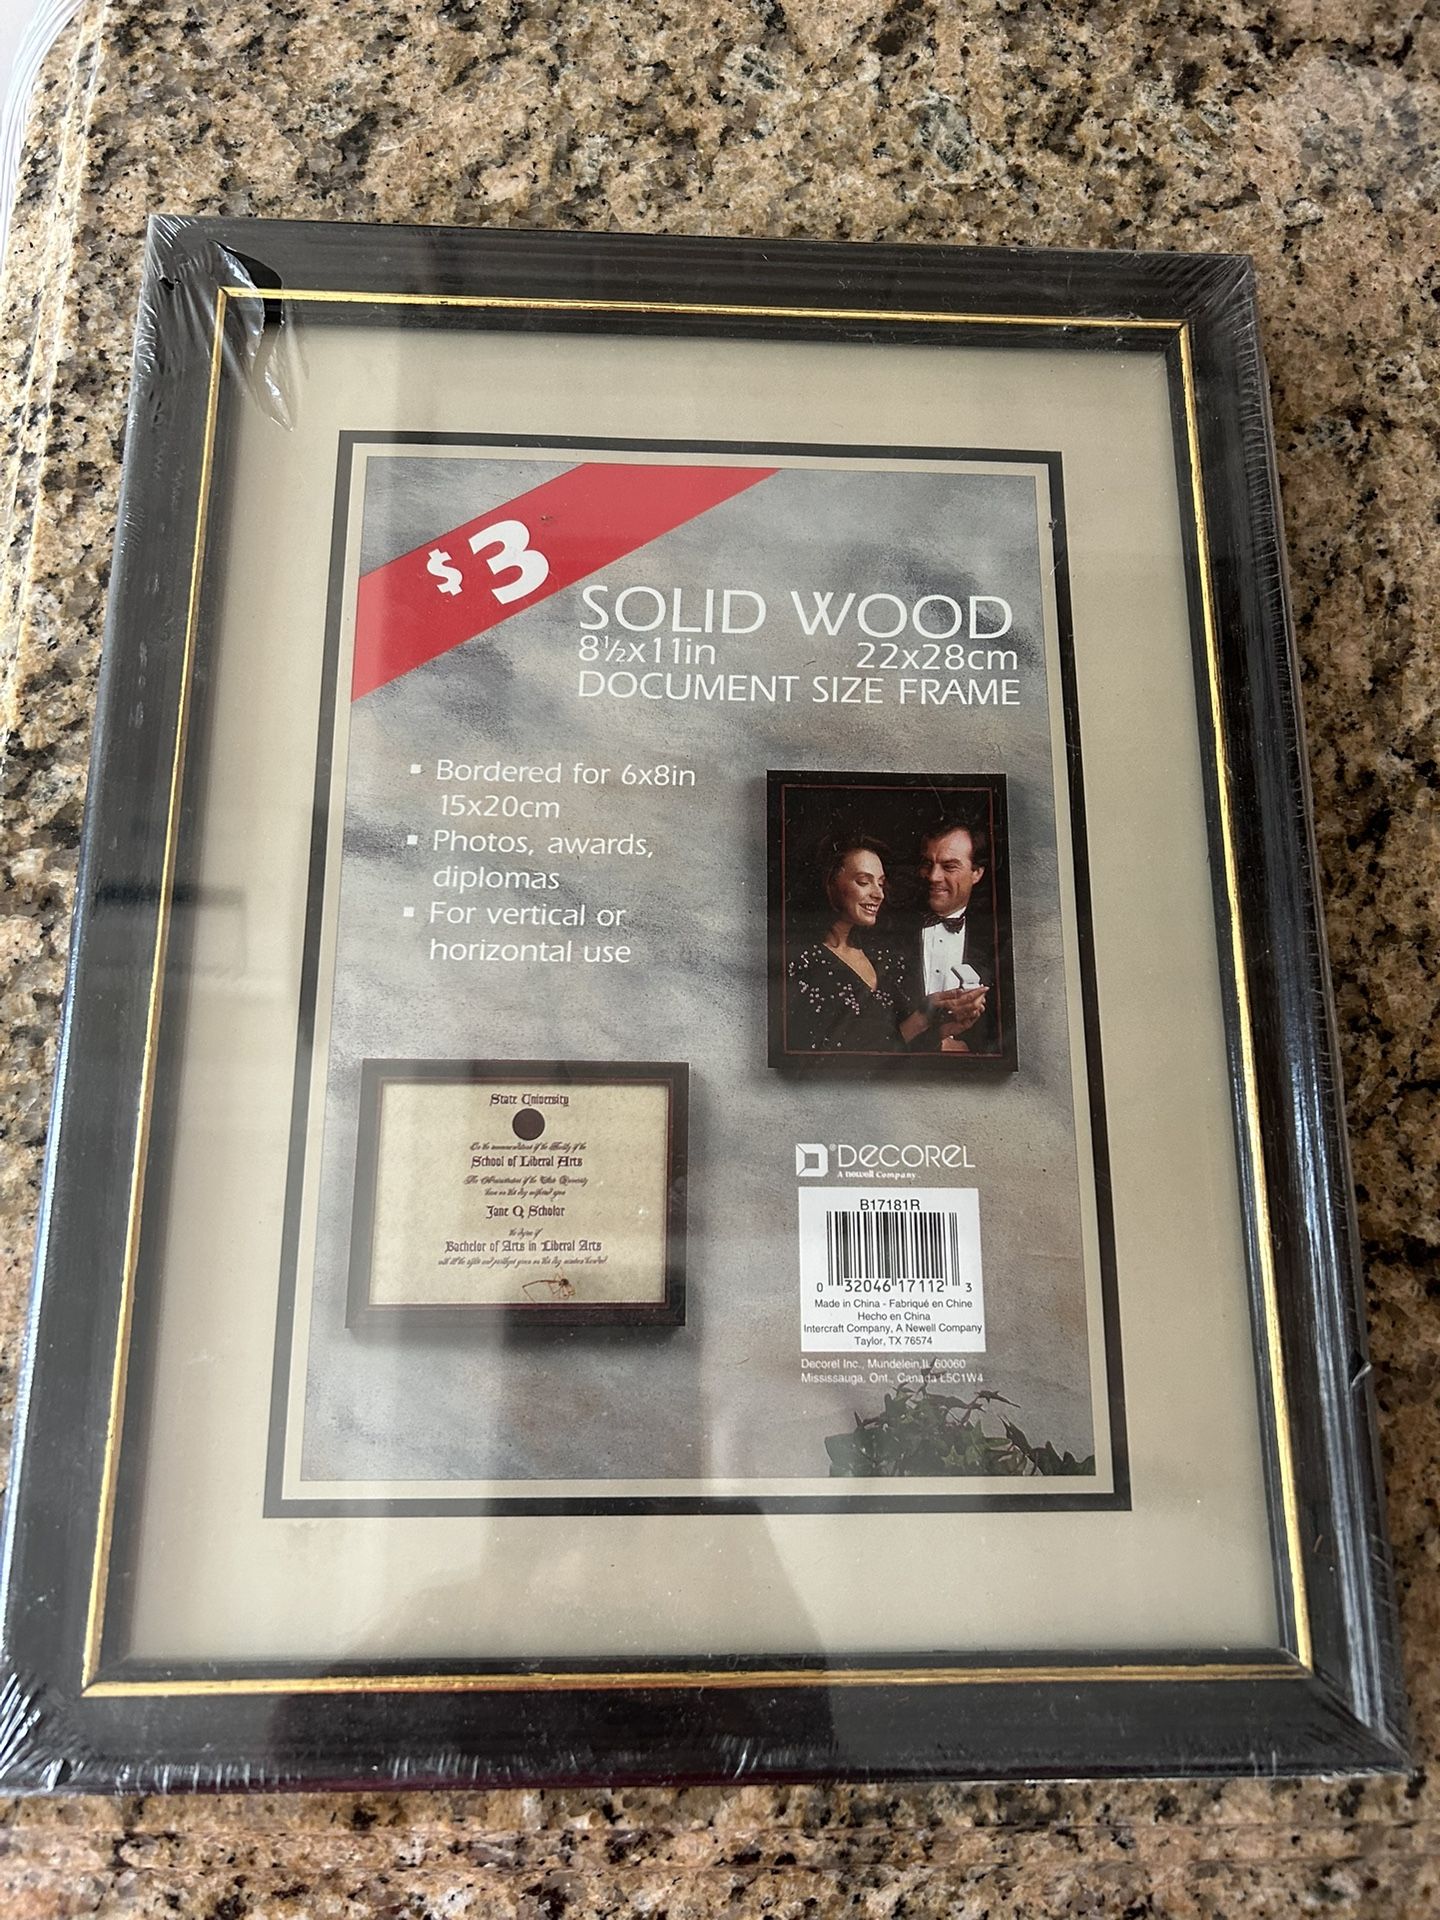 $3
SOLID WOOD
8½x11in 22x28cm
DOCUMENT SIZE FRAME
▪ Bordered for 6x8in
15x20cm
▪ Photos, awards,
diplomas
▪ For vertical or
horizontal use
State University
School of Liberal Arts
Jane Q Scholar
Bachelor of Arts in Liberal Arts
®DECOREL
A newell Company
B17181R
0 32046 17112 3
Made in China - Fabriqué en Chine
Hecho en China
Intercraft Company, A Newell Company
Taylor, TX 76574
Decorel Inc., Mundelein,IL 60060
Mississauga, Ont., Canada L5C1W4